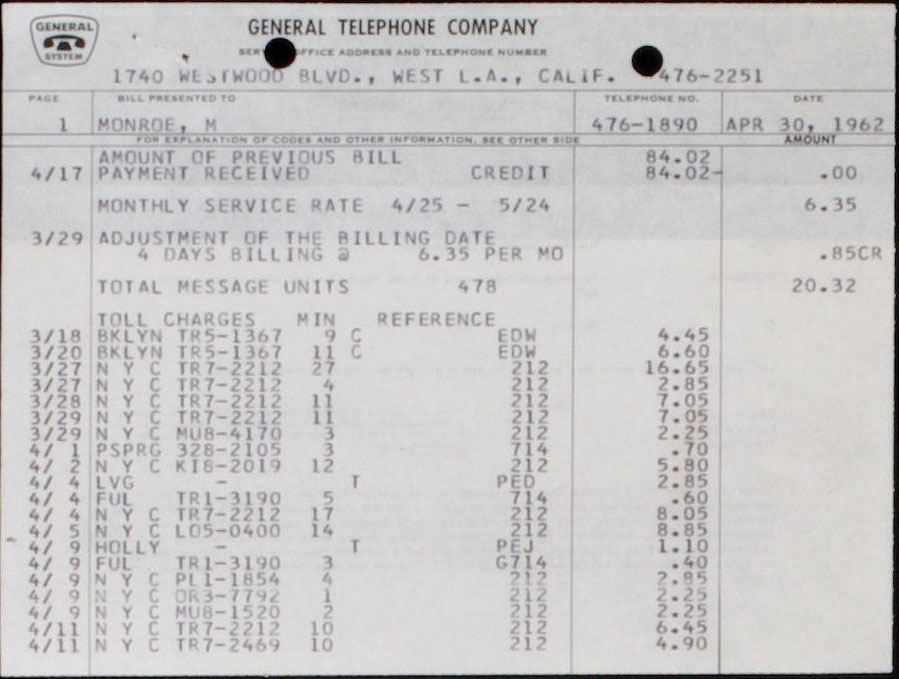 GENERAL
SYSTEM
GENERAL TELEPHONE COMPANY
OFFICE ADDRESS AND TELEPHONE NUMBER
1740 WESTWOOD BLVD., WEST L.A., CALIF. 476-2251
PAGE BILL PRESENTED TO TELEPHONE NO. DATE
1 MONROE, M 476-1890 APR 30, 1962
FOR EXPLANATION OF CODES AND OTHER INFORMATION, SEE OTHER SIDE AMOUNT
AMOUNT OF PREVIOUS BILL 84.02
4/17 PAYMENT RECEIVED CREDIT 84.02- .00
MONTHLY SERVICE RATE 4/25 - 5/24 6.35
3/29 ADJUSTMENT OF THE BILLING DATE
4 DAYS BILLING @ 6.35 PER MO .85CR
TOTAL MESSAGE UNITS 478 20.32
TOLL CHARGES MIN REFERENCE
3/18 BKLYN TR5-1367 9 C EDW 4.45
3/20 BKLYN TR5-1367 11 C EDW 6.60
3/27 N Y C TR7-2212 27 212 16.65
3/27 N Y C TR7-2212 4 212 2.85
3/28 N Y C TR7-2212 11 212 7.05
3/29 N Y C TR7-2212 11 212 7.05
3/29 N Y C MU8-4170 3 212 2.25
4/ 1 PSPRG 328-2105 3 714 .70
4/ 2 N Y C KI8-2019 12 212 5.80
4/ 4 LVG - T PED 2.85
4/ 4 FUL TR1-3190 5 714 .60
4/ 4 N Y C TR7-2212 17 212 8.05
4/ 5 N Y C LO5-0400 14 212 8.85
4/ 9 HOLLY - T PEJ 1.10
4/ 9 FUL TR1-3190 3 G714 .40
4/ 9 N Y C PL1-1854 4 212 2.85
4/ 9 N Y C OR3-7792 1 212 2.25
4/ 9 N Y C MU8-1520 2 212 2.25
4/11 N Y C TR7-2212 10 212 6.45
4/11 N Y C TR7-2469 10 212 4.90